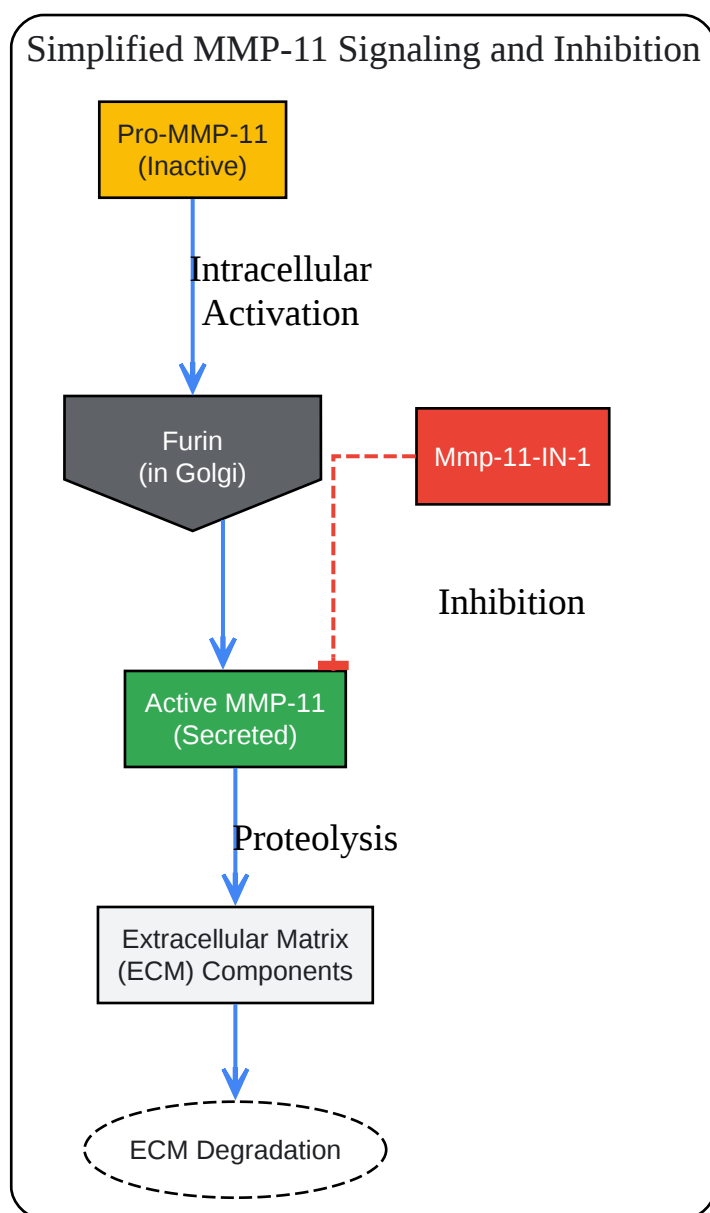 Simplified MMP-11 Signaling and Inhibition
Pro-MMP-11
(Inactive)
Intracellular
Activation
Furin
(in Golgi)
Mmp-11-IN-1
Inhibition
Active MMP-11
(Secreted)
Proteolysis
Extracellular Matrix
(ECM) Components
ECM Degradation